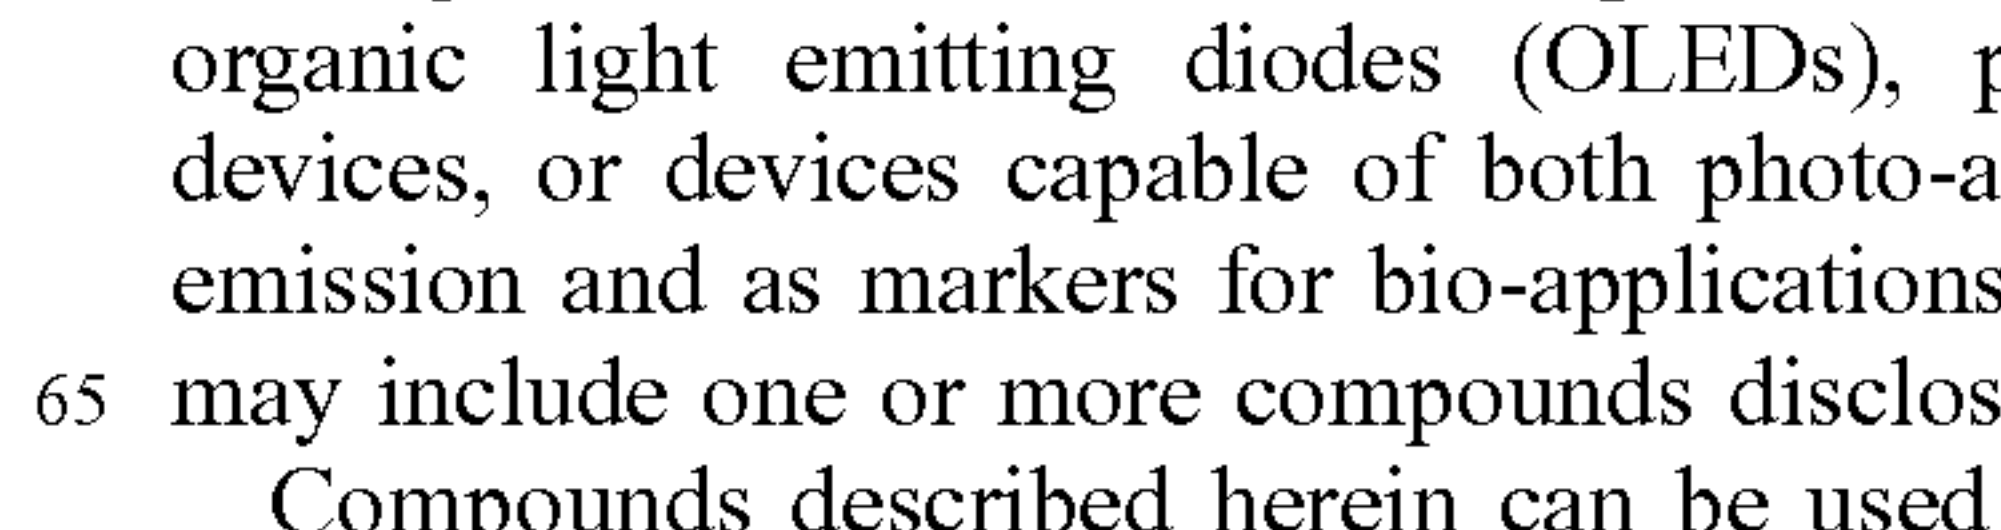 organic light emitting diodes (OLEDs), p
devices, or devices capable of both photo-a
emission and as markers for bio-applications
65 may include one or more compounds disclos
Compounds described herein can be used